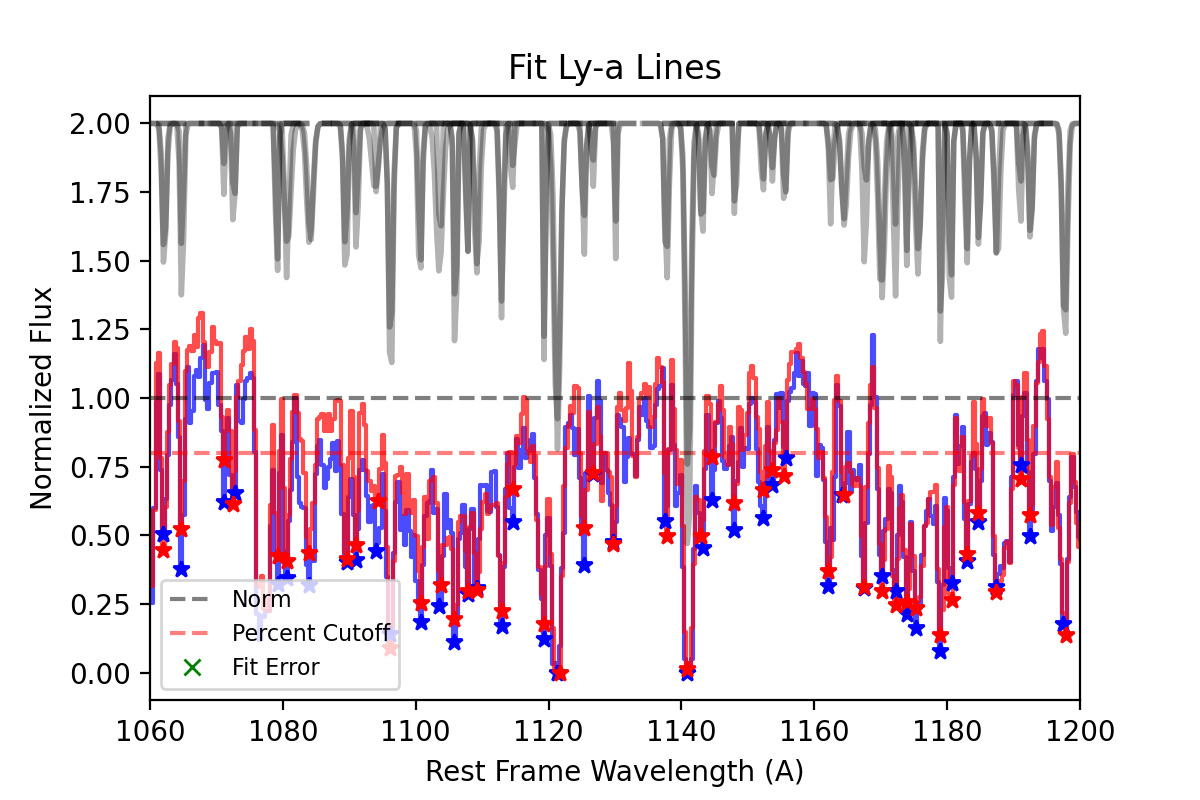 Fit Ly-a Lines
Normalized Flux
2.00
1.75
1.50
1.25
1.00
0.75
0.50
0.25
0.00
Norm
Percent Cutoff
Fit Error
1060 1080 1100 1120 1140 1160 1180 1200
Rest Frame Wavelength (A)